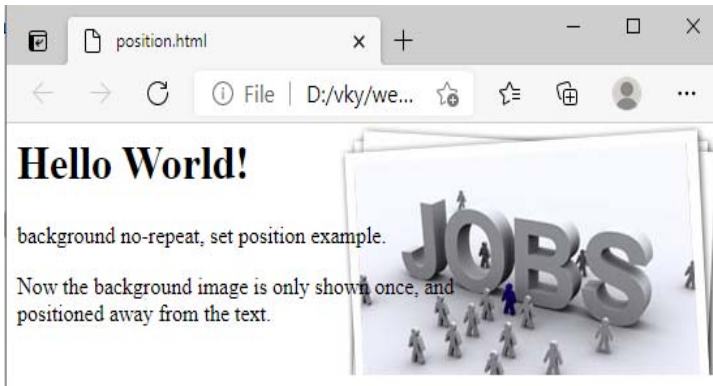 position.html
File | D:/vky/we...
Hello World!
JOBS
background no-repeat, set position example.
Now the background image is only shown once, and
positioned away from the text.